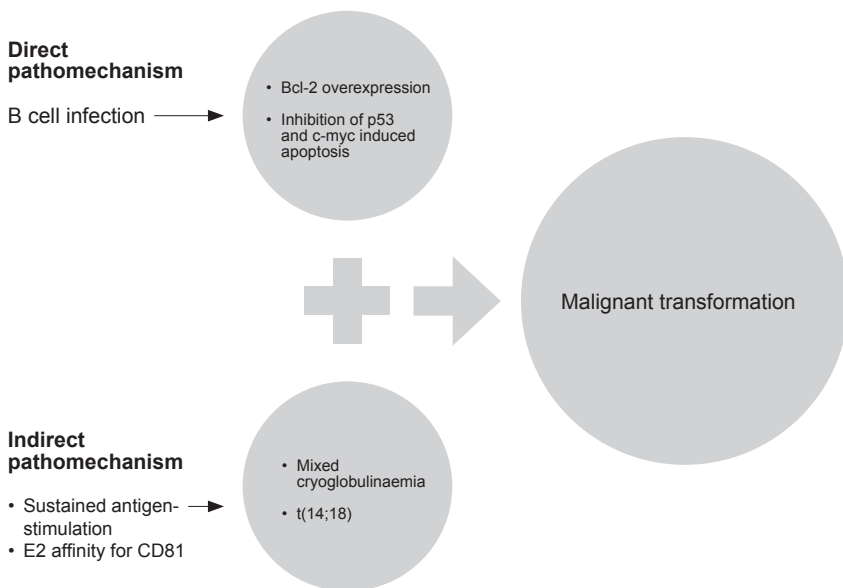 Direct
pathomechanism
B cell infection
• Bcl-2 overexpression
• Inhibition of p53
and c-myc induced
apoptosis
Malignant transformation
Indirect
pathomechanism
• Sustained antigen-
stimulation
• E2 affinity for CD81
• Mixed
cryoglobulinaemia
• t(14;18)